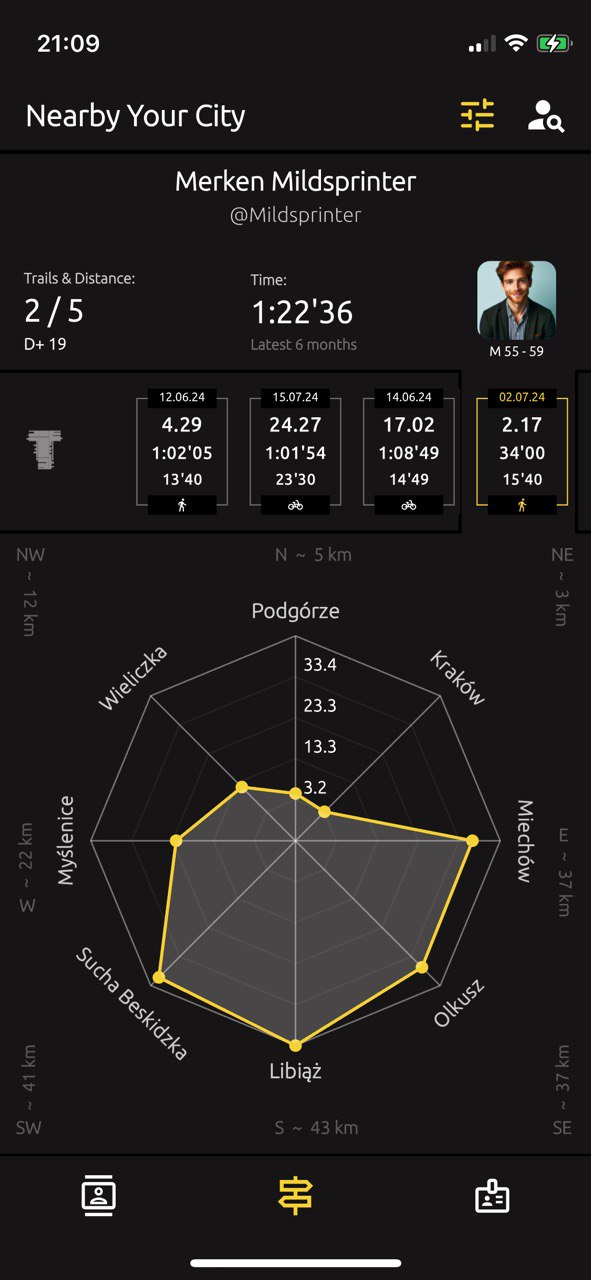 21:09
Nearby Your City
Merken Mildsprinter
@Mildsprinter
Trails & Distance:
2 / 5
D+ 19
Time:
1:22'36
Latest 6 months
M 55 - 59
12.06.24
4.29
1:02'05
13'40
15.07.24
24.27
1:01'54
23'30
14.06.24
17.02
1:08'49
14'49
02.07.24
2.17
34'00
15'40
NW
~ 12 km
N ~ 5 km
NE
~ 3 km
Podgórze
Wieliczka
Kraków
33.4
23.3
13.3
3.2
Myślenice
Miechów
W ~ 22 km
E ~ 37 km
Sucha Beskidzka
Olkusz
Libiąż
~ 41 km
SW
S ~ 43 km
~ 37 km
SE